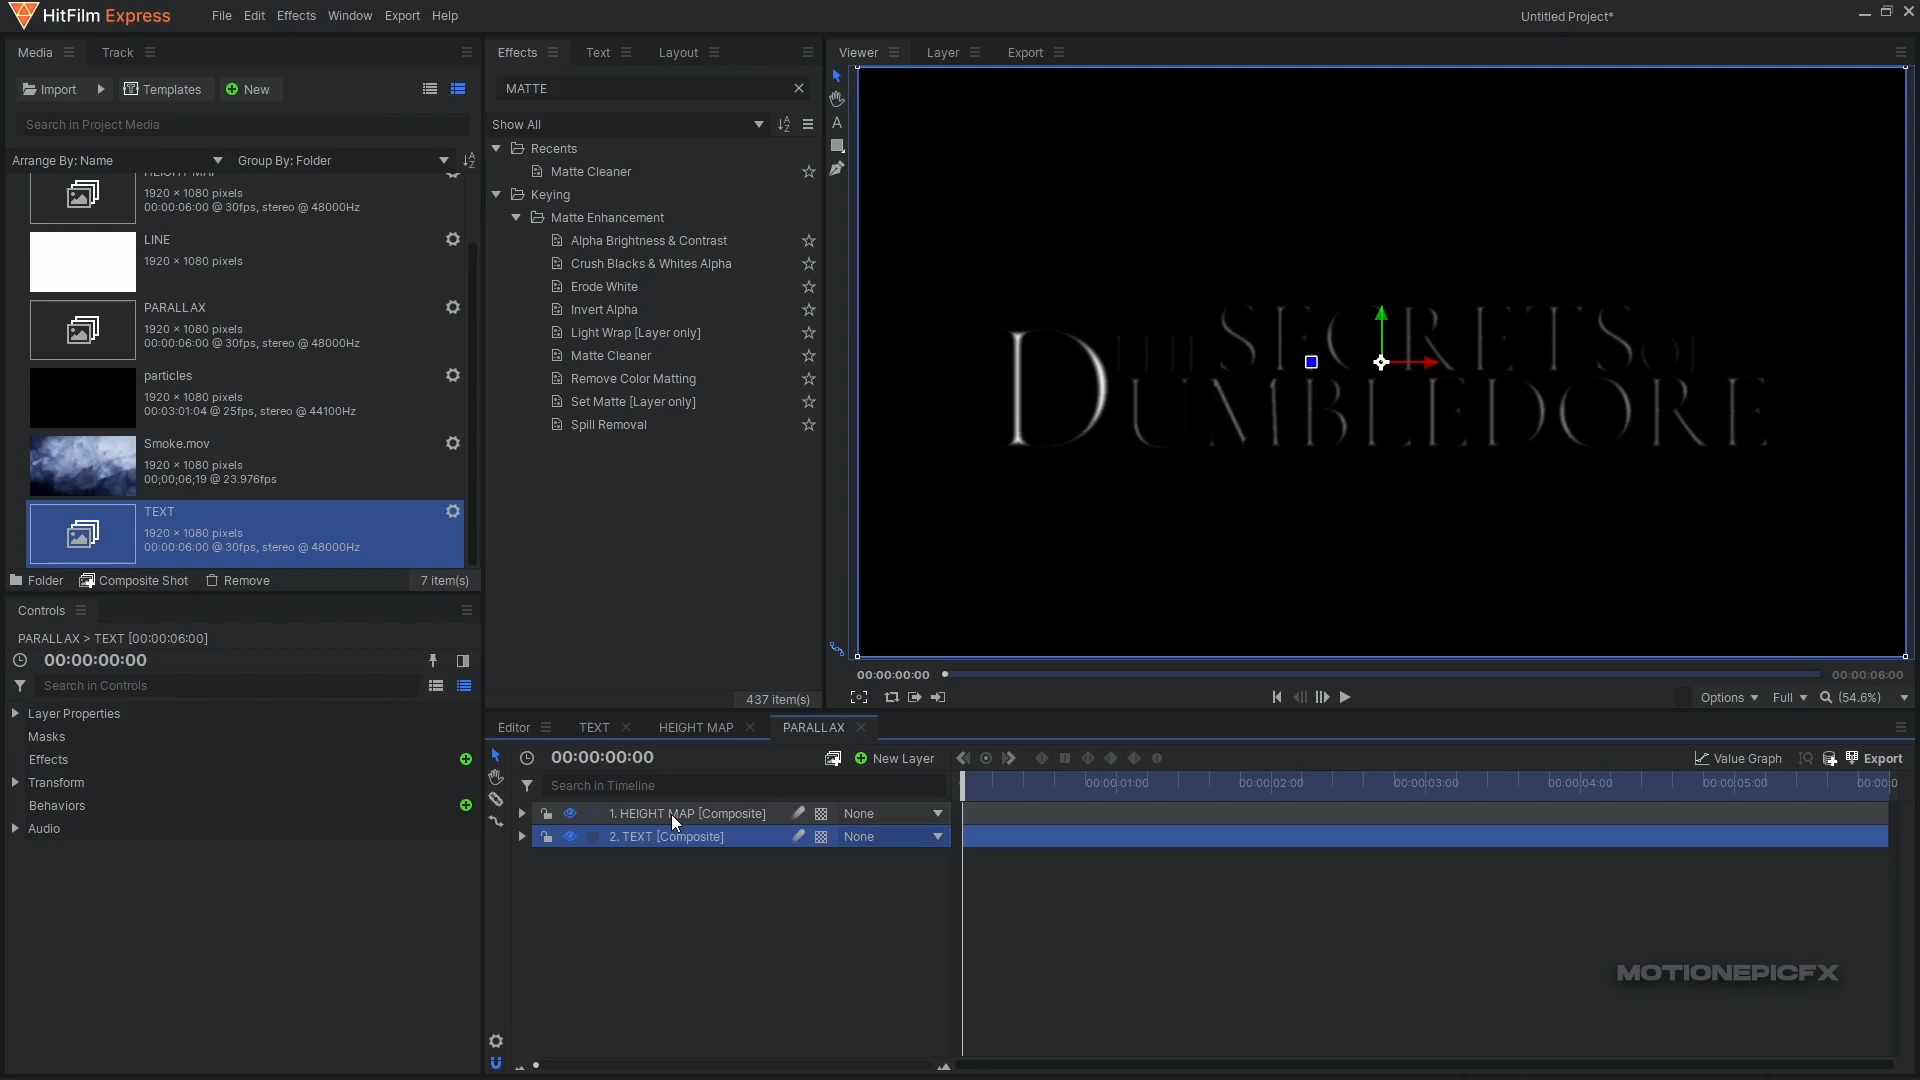 HitFilm Express
File Edit Effects Window Export Help
Untitled Project*
Media
Track
Import
Templates
New
Search in Project Media
Arrange By: Name
Group By: Folder
HEIGHT MAP
1920 × 1080 pixels
00:00:06:00 @ 30fps, stereo @ 48000Hz
LINE
1920 × 1080 pixels
PARALLAX
1920 × 1080 pixels
00:00:06:00 @ 30fps, stereo @ 48000Hz
particles
1920 × 1080 pixels
00:03:01:04 @ 25fps, stereo @ 44100Hz
Smoke.mov
1920 × 1080 pixels
00;00;06;19 @ 23.976fps
TEXT
1920 × 1080 pixels
00:00:06:00 @ 30fps, stereo @ 48000Hz
Folder
Composite Shot
Remove
7 item(s)
Controls
PARALLAX > TEXT [00:00:06:00]
00:00:00:00
Search in Controls
Layer Properties
Masks
Effects
Transform
Behaviors
Audio
Effects
Text
Layout
MATTE
Show All
Recents
Matte Cleaner
Keying
Matte Enhancement
Alpha Brightness & Contrast
Crush Blacks & Whites Alpha
Erode White
Invert Alpha
Light Wrap [Layer only]
Matte Cleaner
Remove Color Matting
Set Matte [Layer only]
Spill Removal
437 item(s)
Viewer
Layer
Export
A
THE SECRETS OF
DUMBLEDORE
00:00:00:00
00:00:06:00
Options
Full
(54.6%)
Editor
TEXT
HEIGHT MAP
PARALLAX
00:00:00:00
New Layer
Value Graph
Export
Search in Timeline
00:00:01:00
00:00:02:00
00:00:03:00
00:00:04:00
00:00:05:00
00:00:0
1. HEIGHT MAP [Composite]
None
2. TEXT [Composite]
None
MOTIONEPICFX